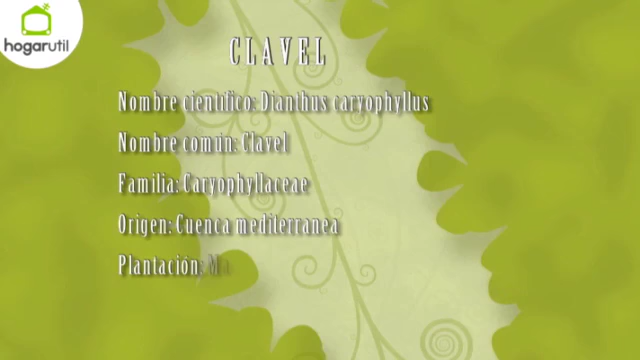 hogarutil
CLAVEL
Nombre científico: Dianthus caryophyllus
Nombre común: Clavel
Familia: Caryophyllaceae
Origen: Cuenca mediterranea
Plantación: